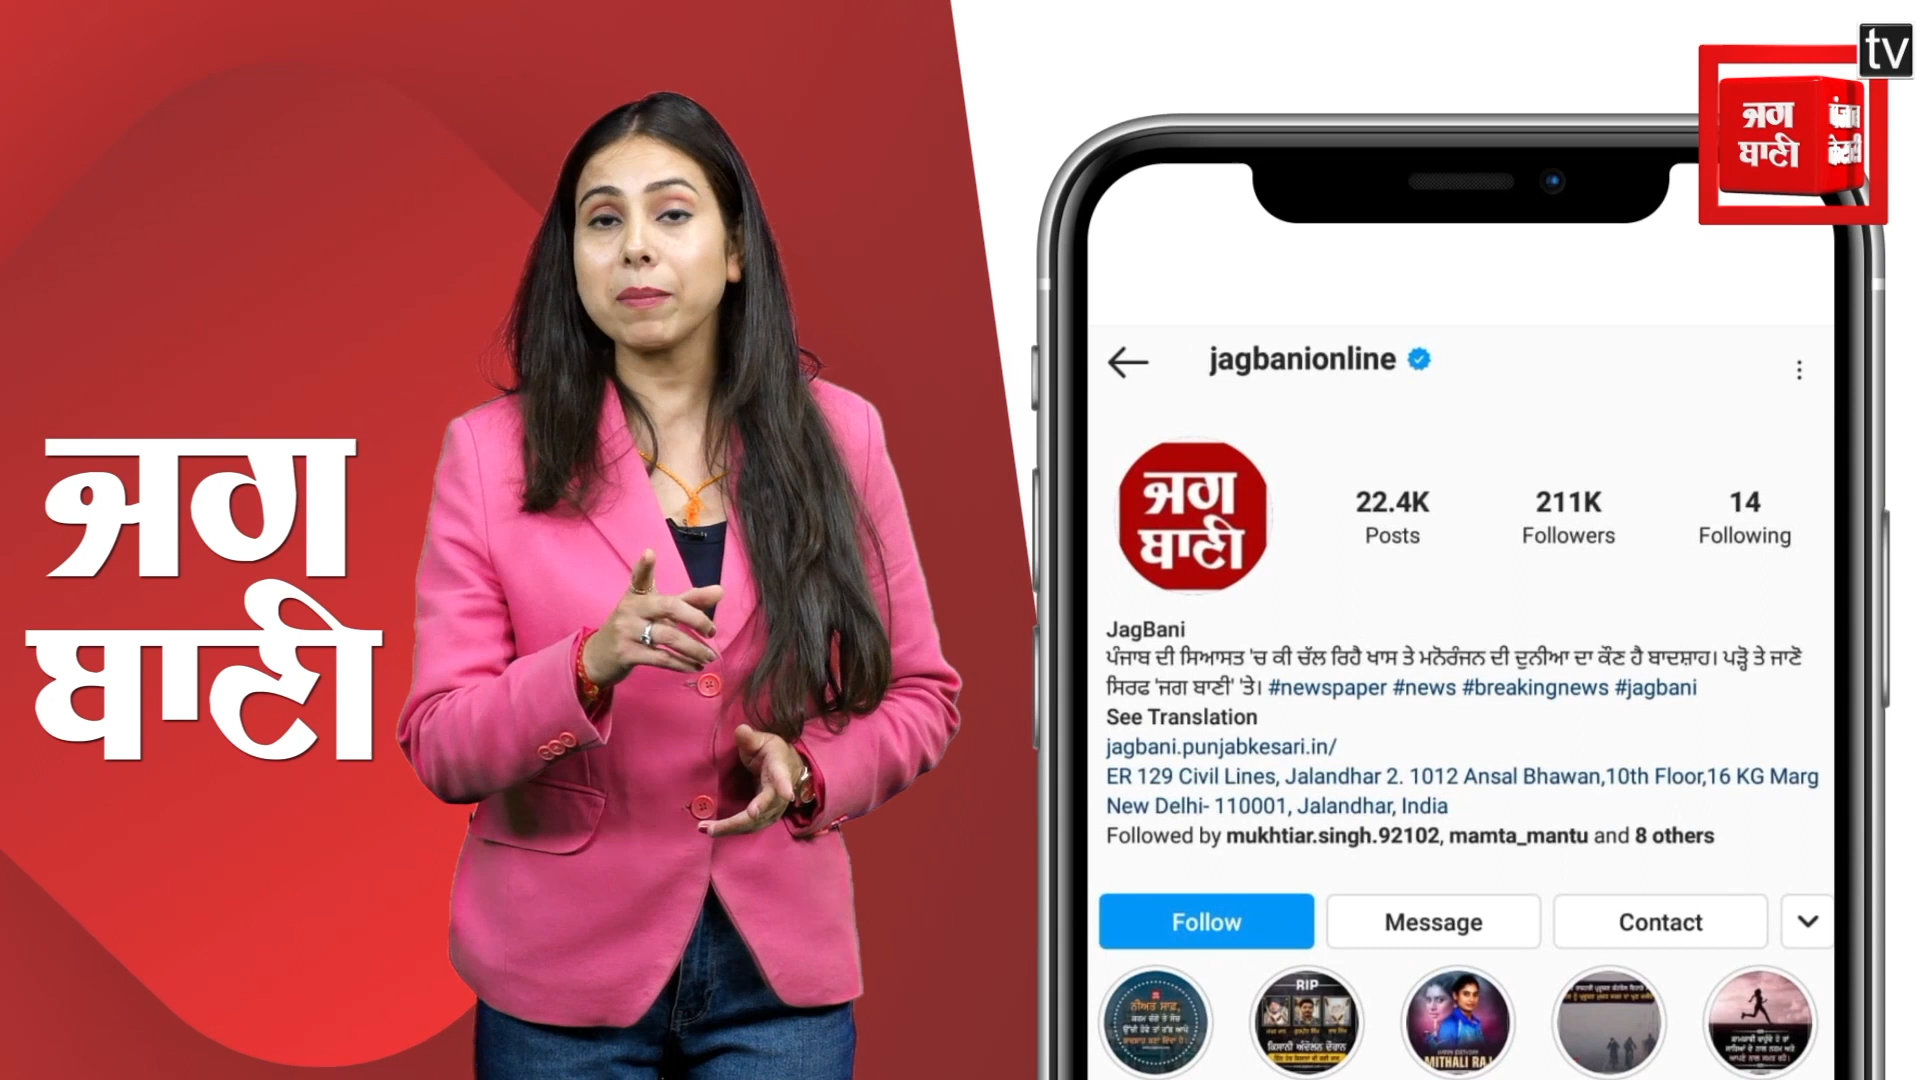 ਜਗ
ਬਾਣੀ
tv
ਜਗ
ਬਾਣੀ
ਪੰਜਾਬ
ਕੇਸਰੀ
jagbanionline
ਜਗ
ਬਾਣੀ
22.4K
Posts
211K
Followers
14
Following
JagBani
ਪੰਜਾਬ ਦੀ ਸਿਆਸਤ 'ਚ ਕੀ ਚੱਲ ਰਿਹੈ ਖਾਸ ਤੇ ਮਨੋਰੰਜਨ ਦੀ ਦੁਨੀਆ ਦਾ ਕੌਣ ਹੈ ਬਾਦਸ਼ਾਹ। ਪੜ੍ਹੋ ਤੇ ਜਾਣੋ
ਸਿਰਫ 'ਜਗ ਬਾਣੀ' 'ਤੇ। #newspaper #news #breakingnews #jagbani
See Translation
jagbani.punjabkesari.in/
ER 129 Civil Lines, Jalandhar 2. 1012 Ansal Bhawan,10th Floor,16 KG Marg
New Delhi- 110001, Jalandhar, India
Followed by mukhtiar.singh.92102, mamta_mantu and 8 others
Follow
Message
Contact
ਨੀਅਤ ਸਾਫ਼,
RIP
ਕਿਸਾਨੀ ਅੰਦੋਲਨ ਦੌਰਾਨ
MITHALI RAJ